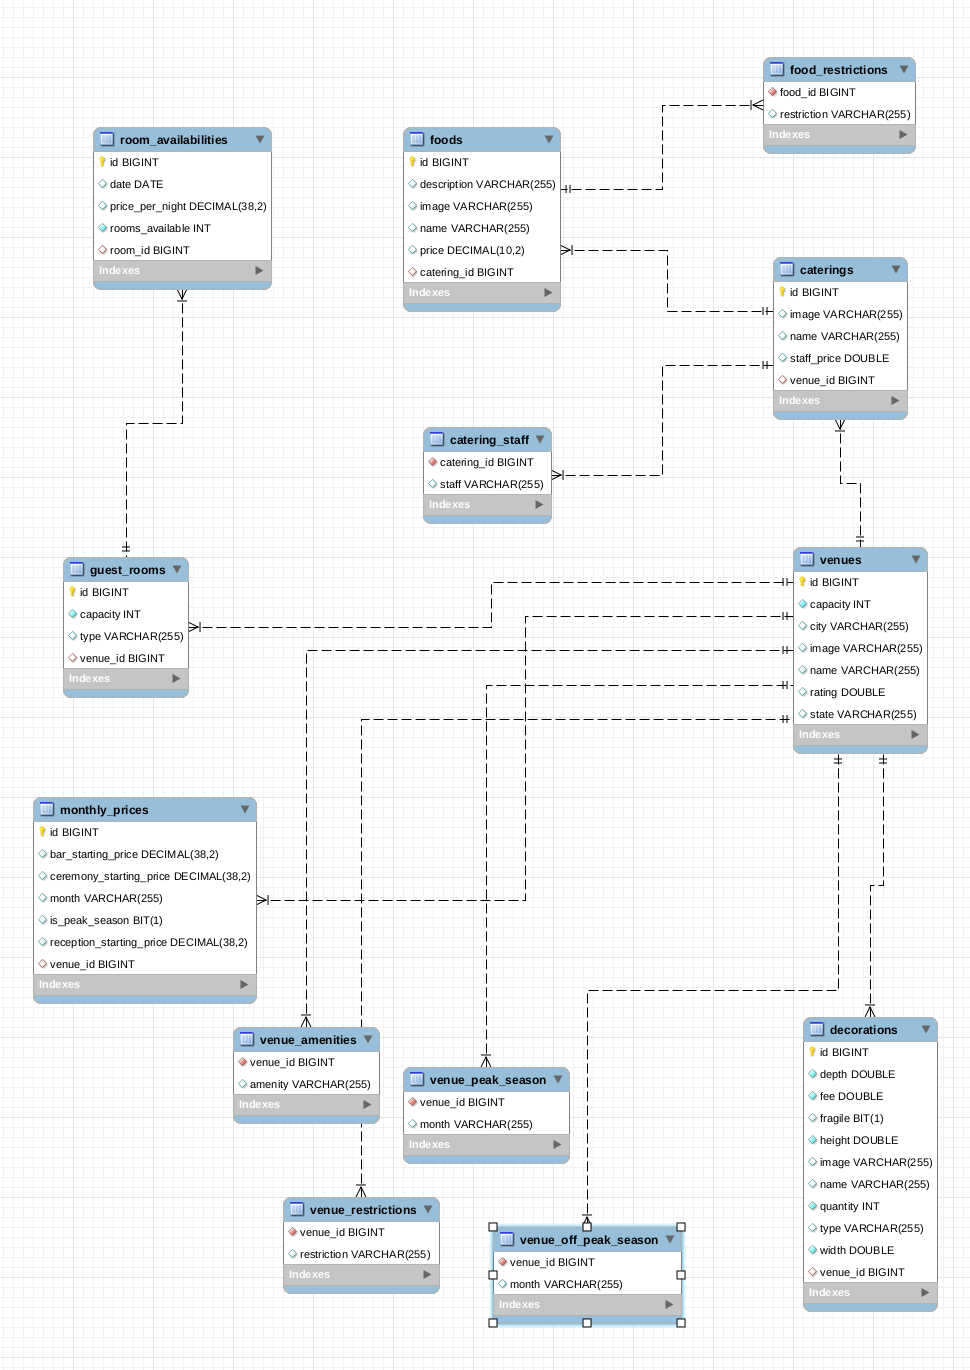 food_restrictions
food_id BIGINT
restriction VARCHAR(255)
Indexes
room_availabilities
id BIGINT
date DATE
price_per_night DECIMAL(38,2)
rooms_available INT
room_id BIGINT
Indexes
foods
id BIGINT
description VARCHAR(255)
image VARCHAR(255)
name VARCHAR(255)
price DECIMAL(10,2)
catering_id BIGINT
Indexes
caterings
id BIGINT
image VARCHAR(255)
name VARCHAR(255)
staff_price DOUBLE
venue_id BIGINT
Indexes
catering_staff
catering_id BIGINT
staff VARCHAR(255)
Indexes
guest_rooms
id BIGINT
capacity INT
type VARCHAR(255)
venue_id BIGINT
Indexes
venues
id BIGINT
capacity INT
city VARCHAR(255)
image VARCHAR(255)
name VARCHAR(255)
rating DOUBLE
state VARCHAR(255)
Indexes
monthly_prices
id BIGINT
bar_starting_price DECIMAL(38,2)
ceremony_starting_price DECIMAL(38,2)
month VARCHAR(255)
is_peak_season BIT(1)
reception_starting_price DECIMAL(38,2)
venue_id BIGINT
Indexes
venue_amenities
venue_id BIGINT
amenity VARCHAR(255)
Indexes
venue_peak_season
venue_id BIGINT
month VARCHAR(255)
Indexes
decorations
id BIGINT
depth DOUBLE
fee DOUBLE
fragile BIT(1)
height DOUBLE
image VARCHAR(255)
name VARCHAR(255)
quantity INT
type VARCHAR(255)
width DOUBLE
venue_id BIGINT
Indexes
venue_restrictions
venue_id BIGINT
restriction VARCHAR(255)
Indexes
venue_off_peak_season
venue_id BIGINT
month VARCHAR(255)
Indexes